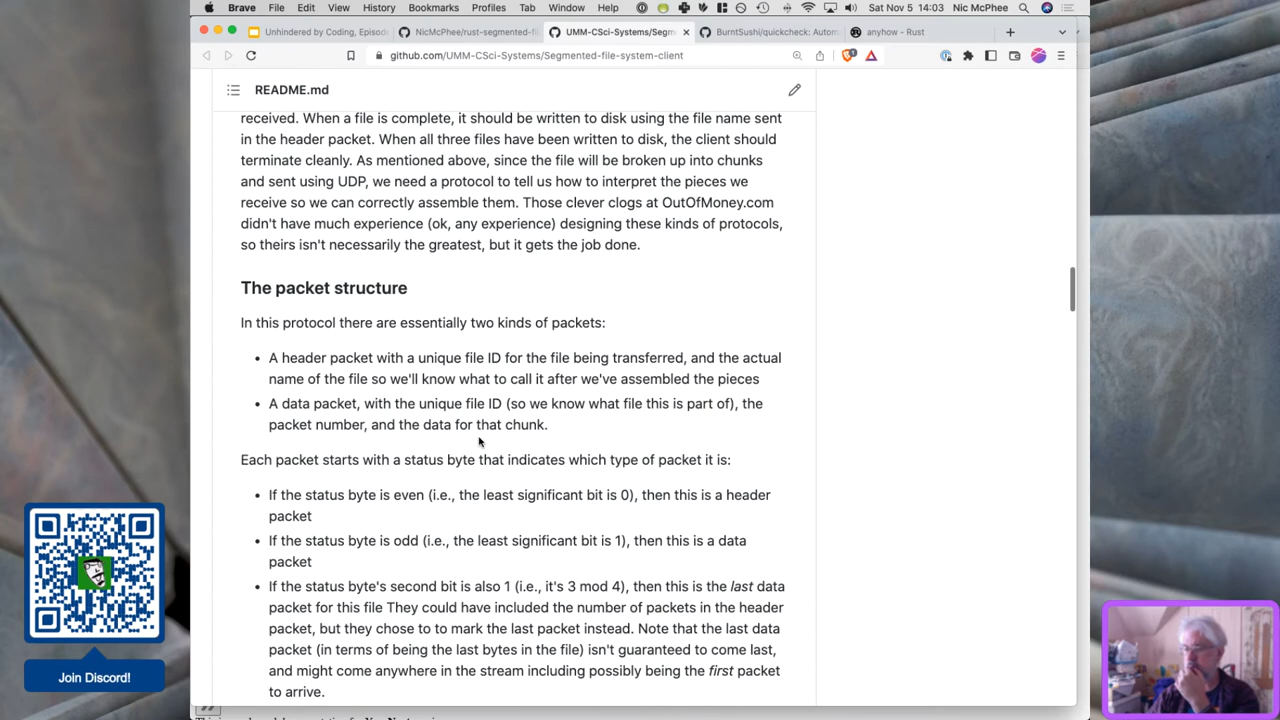 Brave File Edit View History Bookmarks Profiles Tab Window Help Sat Nov 5 14:03 Nic McPhee
Unhindered by Coding, Episode
NicMcPhee/rust-segmented-fi
UMM-CSci-Systems/Segm
BurntSushi/quickcheck: Autom
anyhow - Rust
github.com/UMM-CSci-Systems/Segmented-file-system-client
README.md
received. When a file is complete, it should be written to disk using the file name sent
in the header packet. When all three files have been written to disk, the client should
terminate cleanly. As mentioned above, since the file will be broken up into chunks
and sent using UDP, we need a protocol to tell us how to interpret the pieces we
receive so we can correctly assemble them. Those clever clogs at OutOfMoney.com
didn't have much experience (ok, any experience) designing these kinds of protocols,
so theirs isn't necessarily the greatest, but it gets the job done.
The packet structure
In this protocol there are essentially two kinds of packets:
• A header packet with a unique file ID for the file being transferred, and the actual
name of the file so we'll know what to call it after we've assembled the pieces
• A data packet, with the unique file ID (so we know what file this is part of), the
packet number, and the data for that chunk.
Each packet starts with a status byte that indicates which type of packet it is:
• If the status byte is even (i.e., the least significant bit is 0), then this is a header
packet
• If the status byte is odd (i.e., the least significant bit is 1), then this is a data
packet
• If the status byte's second bit is also 1 (i.e., it's 3 mod 4), then this is the last data
packet for this file They could have included the number of packets in the header
packet, but they chose to to mark the last packet instead. Note that the last data
packet (in terms of being the last bytes in the file) isn't guaranteed to come last,
and might come anywhere in the stream including possibly being the first packet
to arrive.
Join Discord!